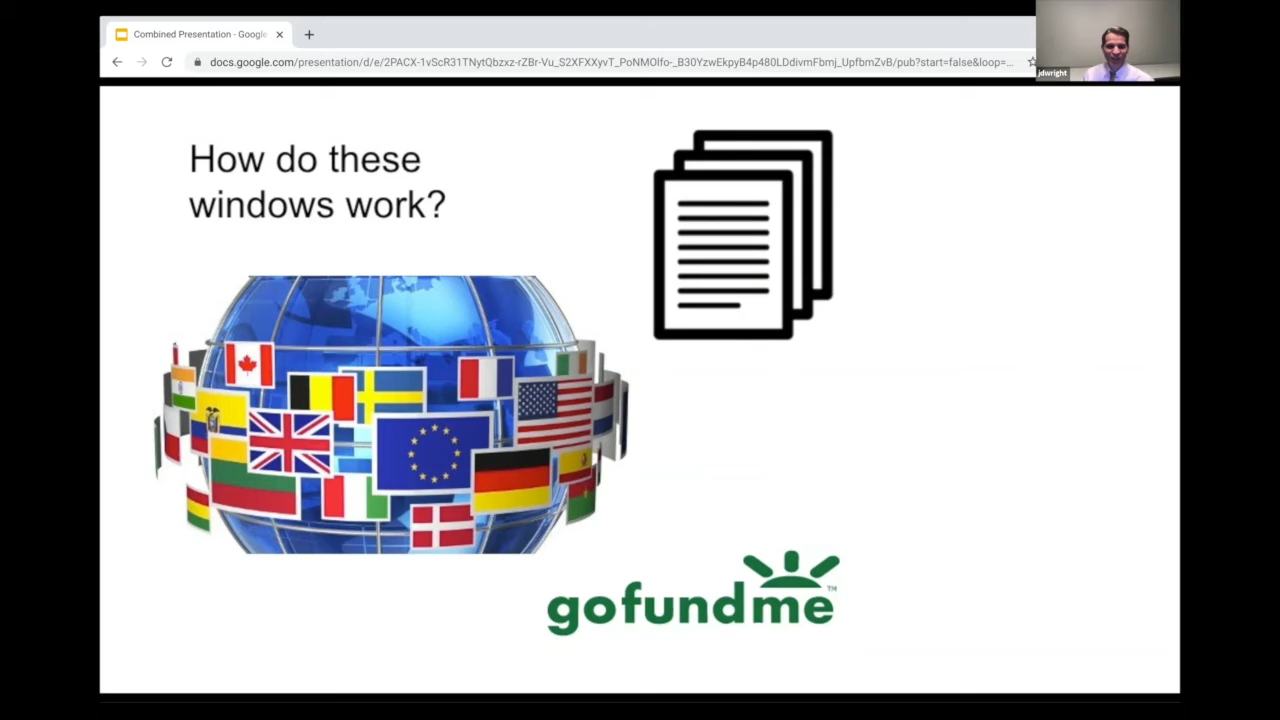 Combined Presentation - Google
docs.google.com/presentation/d/e/2PACX-1vScR31TNytQbzxz-rZBr-Vu_S2XFXXyvT_PoNMOlfo-_B30YzwEkpyB4p480LDdivmFbmj_UpfbmZvB/pub?start=false&loop=...
jdwright
How do these
windows work?
gofundme™